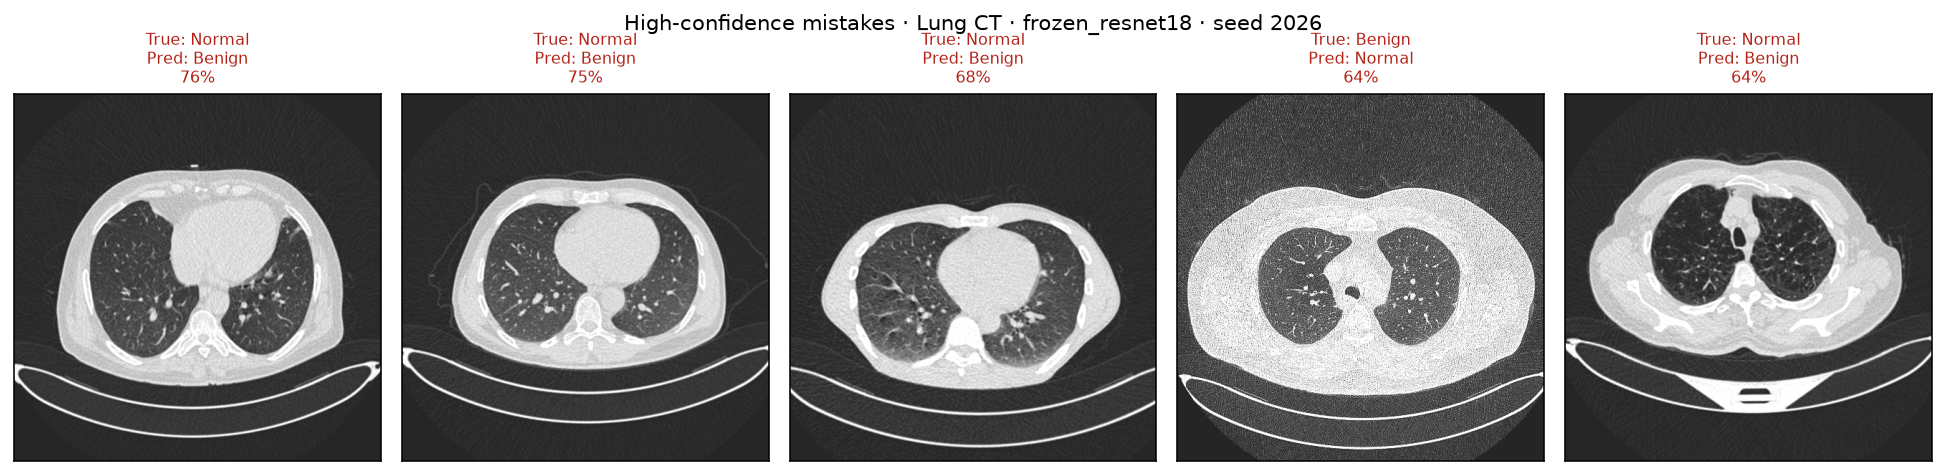 High-confidence mistakes · Lung CT · frozen_resnet18 · seed 2026
True: Normal
Pred: Benign
76%
True: Normal
Pred: Benign
75%
True: Normal
Pred: Benign
68%
True: Benign
Pred: Normal
64%
True: Normal
Pred: Benign
64%